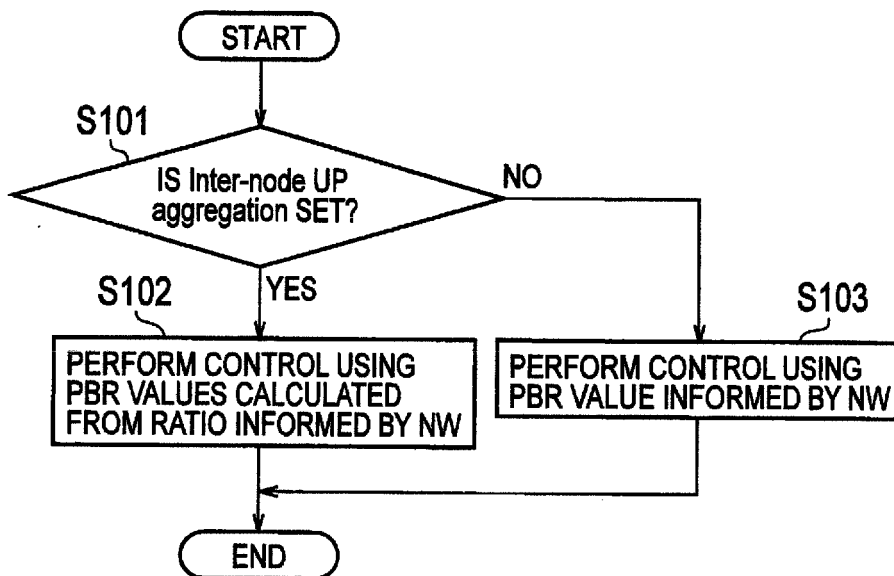 START
S101
IS Inter-node UP
aggregation SET?
NO
YES
S102
PERFORM CONTROL USING
PBR VALUES CALCULATED
FROM RATIO INFORMED BY NW
S103
PERFORM CONTROL USING
PBR VALUE INFORMED BY NW
END